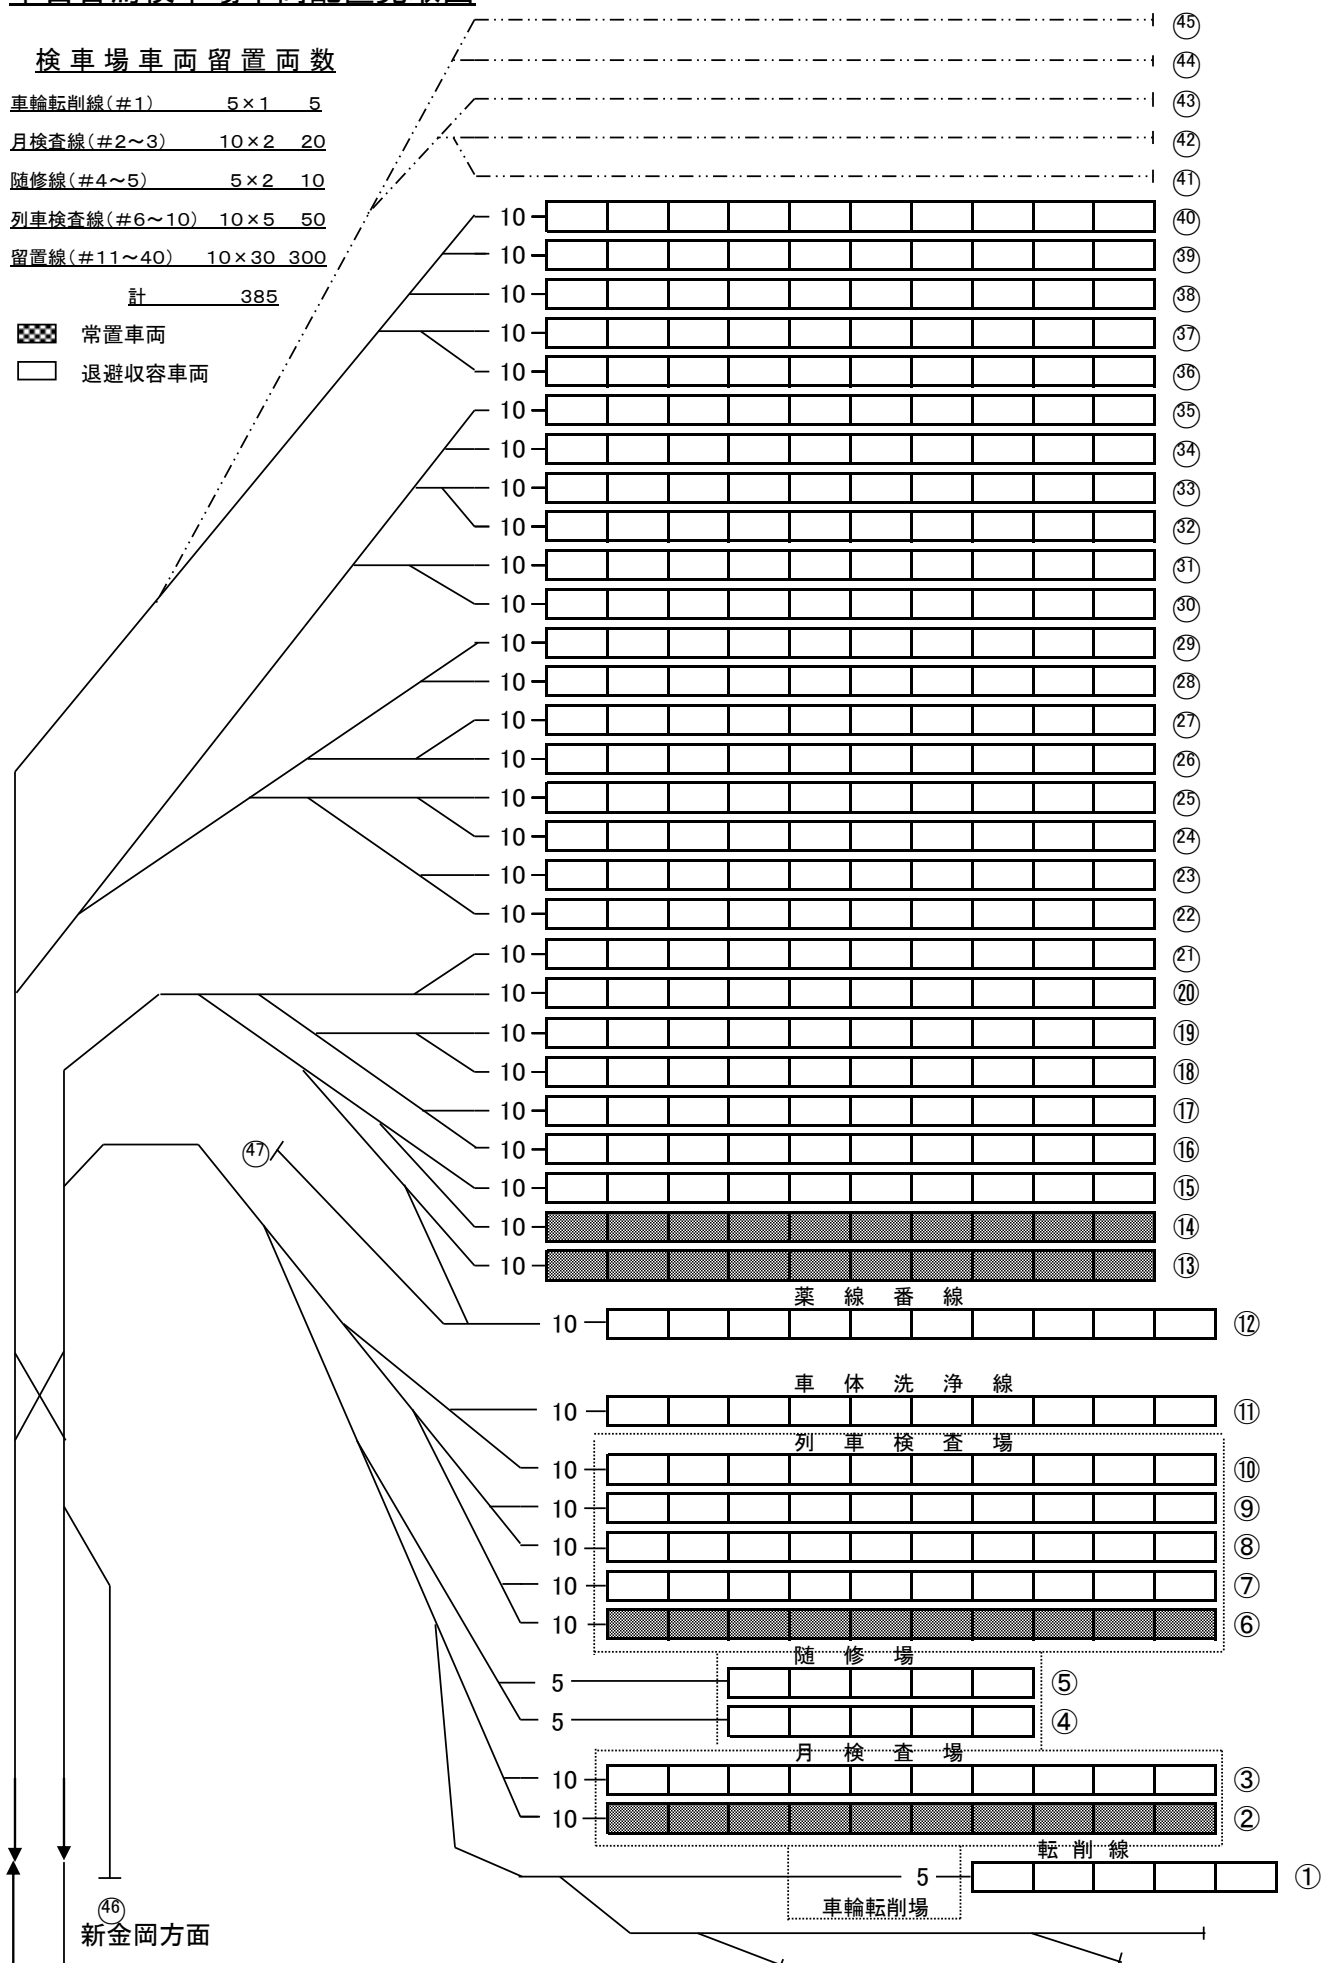 検車場車両留置両数
車輪転削線(#1) 5×1 5
月検査線(#2～3) 10×2 20
随修線(#4～5) 5×2 10
列車検査線(#6～10) 10×5 50
留置線(#11～40) 10×30 300
計 385
常置車両
退避収容車両
㊺
㊹
㊸
㊷
㊶
10 ㊵
10 ㊴
10 ㊳
10 ㊲
10 ㊱
10 ㉟
10 ㉞
10 ㉝
10 ㉜
10 ㉛
10 ㉚
10 ㉙
10 ㉘
10 ㉗
10 ㉖
10 ㉕
10 ㉔
10 ㉓
10 ㉒
10 ㉑
10 ⑳
10 ⑲
10 ⑱
10 ⑰
10 ⑯
㊼
10 ⑮
10 ⑭
10 ⑬
薬線番線
10 ⑫
車体洗浄線
10 ⑪
列車検査場
10 ⑩
10 ⑨
10 ⑧
10 ⑦
10 ⑥
随修場
5 ⑤
5 ④
月検査場
10 ③
10 ②
転削線
5 ①
車輪転削場
㊻
新金岡方面